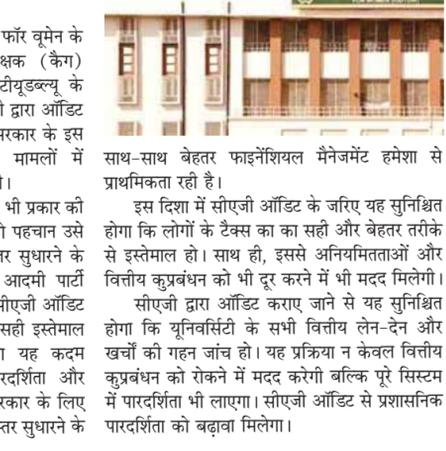 फॉर वूमेन के
क्षक (कैग)
टीयूडब्ल्यू के
द्वारा ऑडिट
रकार के इस
मामलों में
भी प्रकार की
पहचान उसे
तर सुधारने के
आदमी पार्टी
सीएजी ऑडिट
सही इस्तेमाल
यह कदम
रदर्शिता और
रकार के लिए
स्तर सुधारने के
साथ-साथ बेहतर फाइनेंशियल मैनेजमेंट हमेशा से
प्राथमिकता रही है।
इस दिशा में सीएजी ऑडिट के जरिए यह सुनिश्चित
होगा कि लोगों के टैक्स का का सही और बेहतर तरीके
से इस्तेमाल हो। साथ ही, इससे अनियमितताओं और
वित्तीय कुप्रबंधन को भी दूर करने में भी मदद मिलेगी।
सीएजी द्वारा ऑडिट कराए जाने से यह सुनिश्चित
होगा कि यूनिवर्सिटी के सभी वित्तीय लेन-देन और
खर्चों की गहन जांच हो। यह प्रक्रिया न केवल वित्तीय
कुप्रबंधन को रोकने में मदद करेगी बल्कि पूरे सिस्टम
में पारदर्शिता भी लाएगा। सीएजी ऑडिट से प्रशासनिक
पारदर्शिता को बढ़ावा मिलेगा।